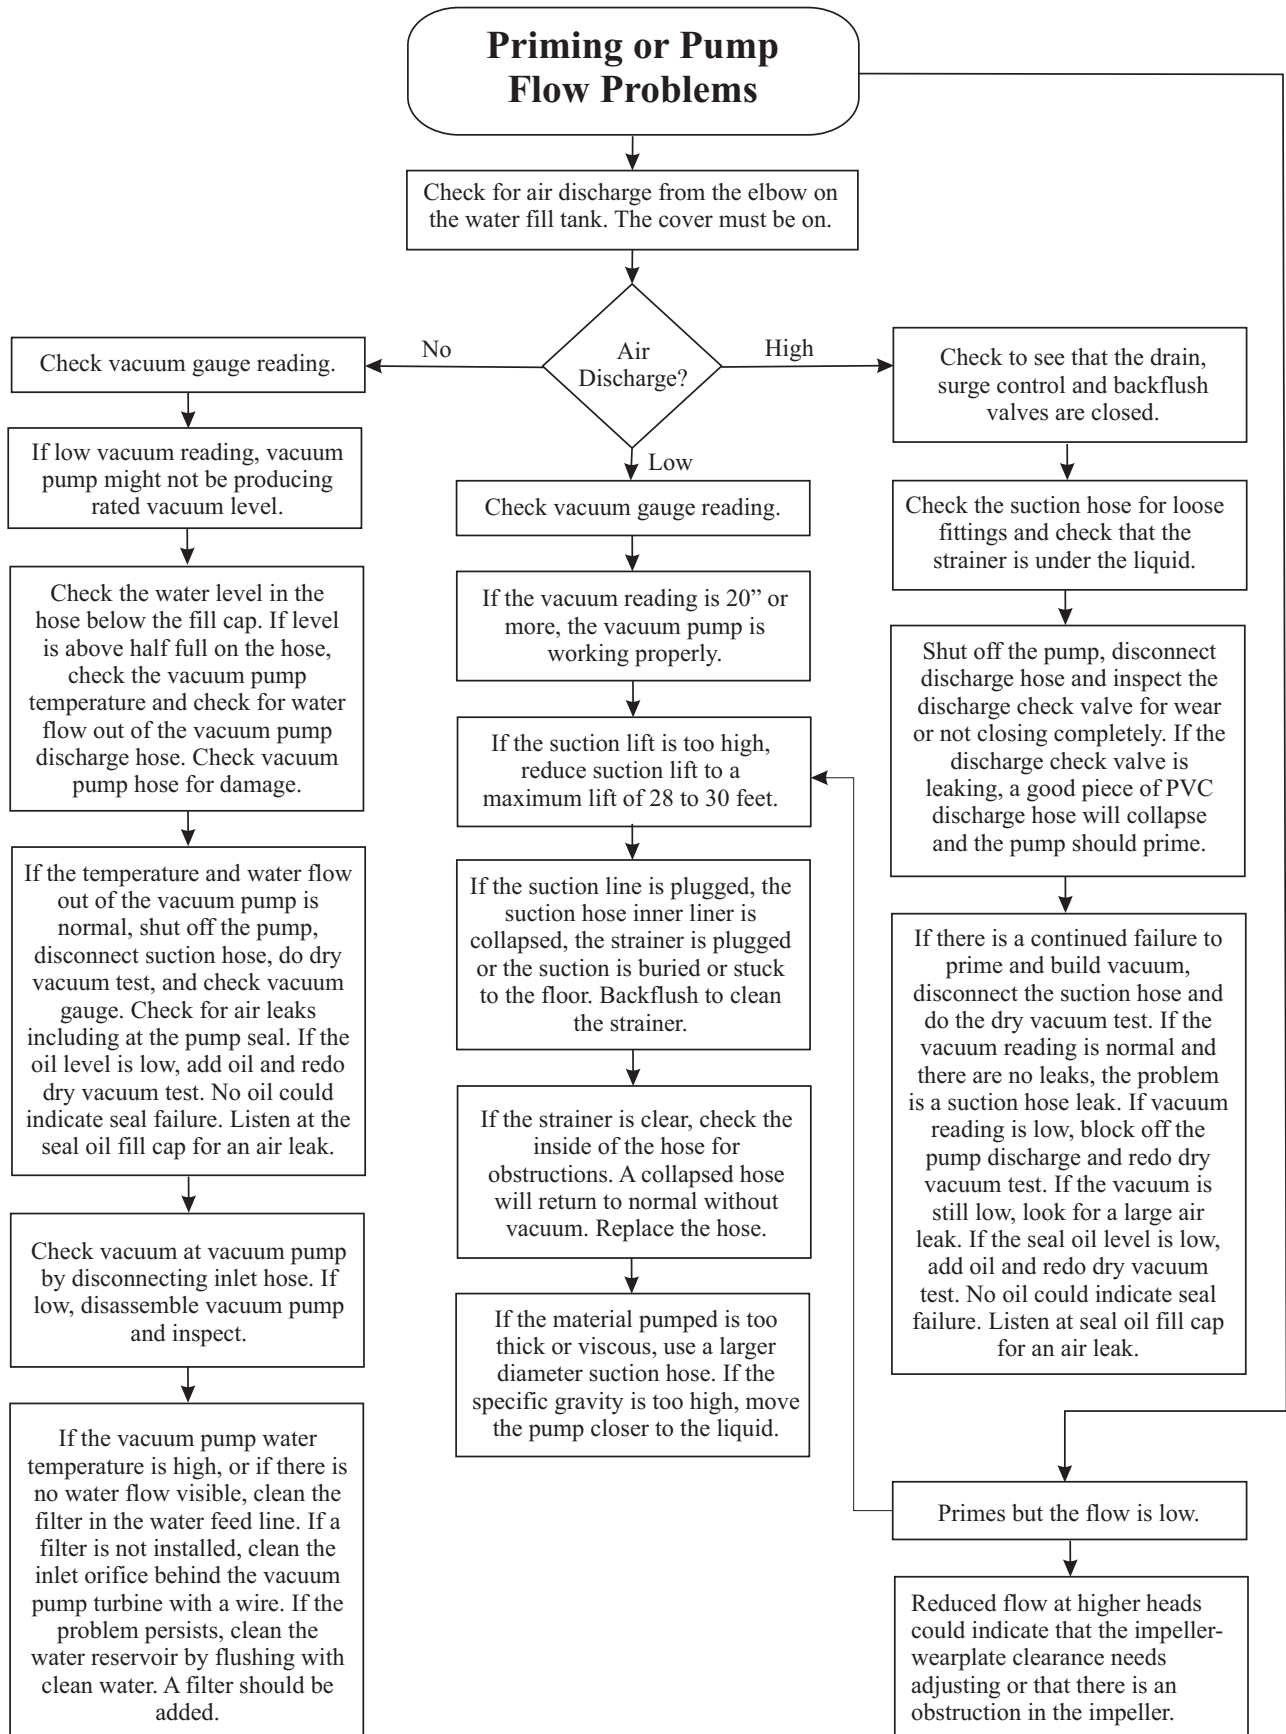 Priming or Pump
Flow Problems
Check for air discharge from the elbow on
the water fill tank. The cover must be on.
Air
Discharge?
No
High
Low
Check vacuum gauge reading.
If low vacuum reading, vacuum
pump might not be producing
rated vacuum level.
Check the water level in the
hose below the fill cap. If level
is above half full on the hose,
check the vacuum pump
temperature and check for water
flow out of the vacuum pump
discharge hose. Check vacuum
pump hose for damage.
If the temperature and water flow
out of the vacuum pump is
normal, shut off the pump,
disconnect suction hose, do dry
vacuum test, and check vacuum
gauge. Check for air leaks
including at the pump seal. If the
oil level is low, add oil and redo
dry vacuum test. No oil could
indicate seal failure. Listen at the
seal oil fill cap for an air leak.
Check vacuum at vacuum pump
by disconnecting inlet hose. If
low, disassemble vacuum pump
and inspect.
If the vacuum pump water
temperature is high, or if there is
no water flow visible, clean the
filter in the water feed line. If a
filter is not installed, clean the
inlet orifice behind the vacuum
pump turbine with a wire. If the
problem persists, clean the
water reservoir by flushing with
clean water. A filter should be
added.
Check vacuum gauge reading.
If the vacuum reading is 20” or
more, the vacuum pump is
working properly.
If the suction lift is too high,
reduce suction lift to a
maximum lift of 28 to 30 feet.
If the suction line is plugged, the
suction hose inner liner is
collapsed, the strainer is plugged
or the suction is buried or stuck
to the floor. Backflush to clean
the strainer.
If the strainer is clear, check the
inside of the hose for
obstructions. A collapsed hose
will return to normal without
vacuum. Replace the hose.
If the material pumped is too
thick or viscous, use a larger
diameter suction hose. If the
specific gravity is too high, move
the pump closer to the liquid.
Check to see that the drain,
surge control and backflush
valves are closed.
Check the suction hose for loose
fittings and check that the
strainer is under the liquid.
Shut off the pump, disconnect
discharge hose and inspect the
discharge check valve for wear
or not closing completely. If the
discharge check valve is
leaking, a good piece of PVC
discharge hose will collapse
and the pump should prime.
If there is a continued failure to
prime and build vacuum,
disconnect the suction hose and
do the dry vacuum test. If the
vacuum reading is normal and
there are no leaks, the problem
is a suction hose leak. If vacuum
reading is low, block off the
pump discharge and redo dry
vacuum test. If the vacuum is
still low, look for a large air
leak. If the seal oil level is low,
add oil and redo dry vacuum
test. No oil could indicate seal
failure. Listen at seal oil fill cap
for an air leak.
Primes but the flow is low.
Reduced flow at higher heads
could indicate that the impeller-
wearplate clearance needs
adjusting or that there is an
obstruction in the impeller.